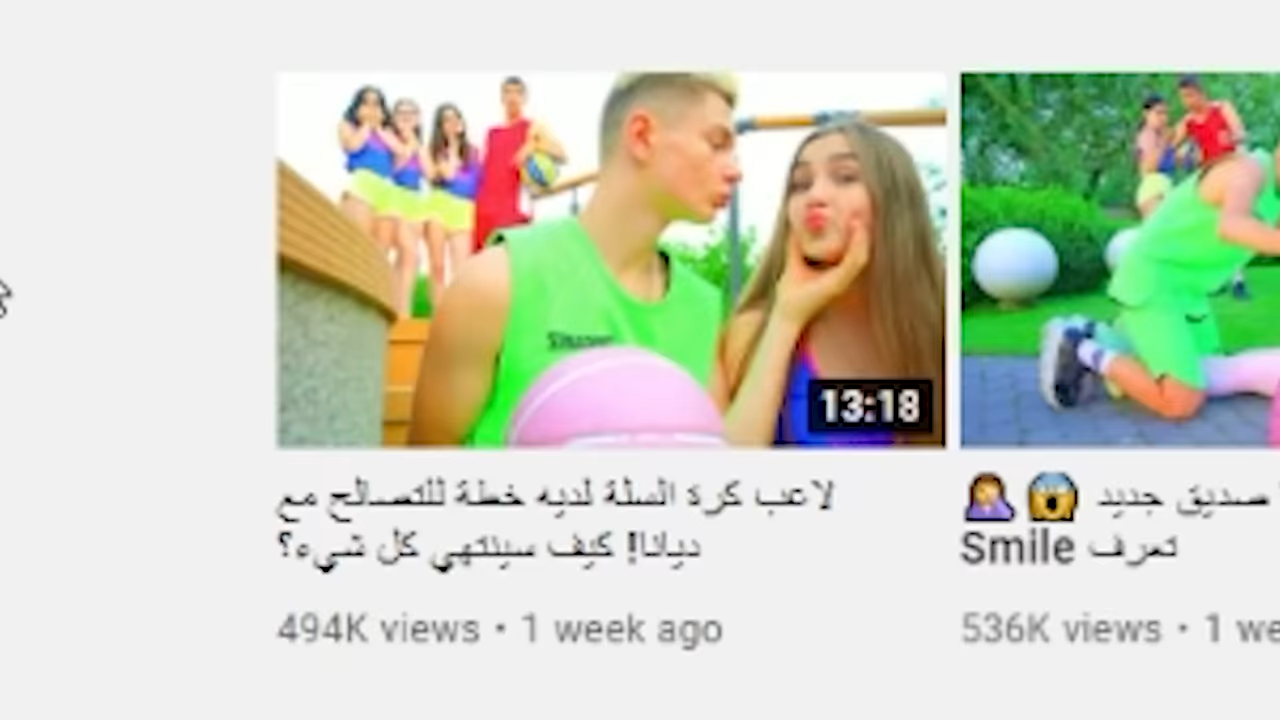 13:18
لاعب كرة السلة لديه خطة للتصالح مع
ديانا! كيف سينتهي كل شيء؟
494K views • 1 week ago
صديق جديد 😱 🤦‍♀️
تعرف Smile
536K views • 1 we